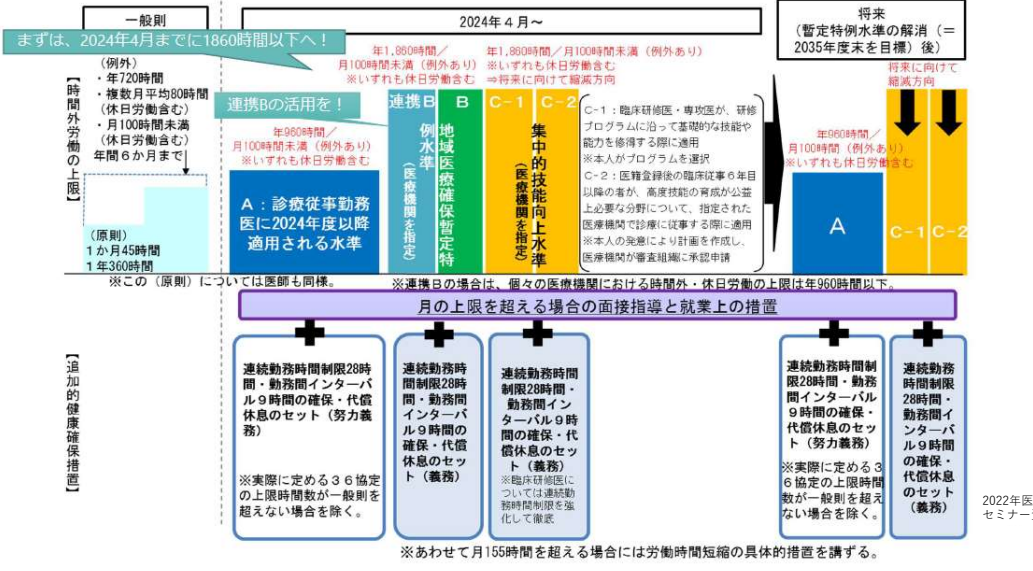 一般則
2024年4月~
将来
(暫定特例水準の解消(=
2035年度末を目標)後)
まずは、2024年4月までに1860時間以下へ!
【時間外労働の上限】
(例外)
・年720時間
・複数月平均80時間
(休日労働含む)
・月100時間未満
(休日労働含む)
年間6か月まで
(原則)
1か月45時間
1年360時間
※この(原則)については医師も同様。
連携Bの活用を!
年960時間/
月100時間未満(例外あり)
※いずれも休日労働含む
A:診療従事勤務
医に2024年度以降
適用される水準
年1,860時間/
月100時間未満(例外あり)
※いずれも休日労働含む
連携B
B
地域医療確保暫定特
例水準
(医療機関を指定)
年1,860時間/月100時間未満(例外あり)
※いずれも休日労働含む
⇒将来に向けて縮減方向
C-1
C-2
集中的技能向上水準
(医療機関を指定)
C-1:臨床研修医・専攻医が、研修
プログラムに沿って基礎的な技能や
能力を修得する際に適用
※本人がプログラムを選択
C-2:医籍登録後の臨床従事6年目
以降の者が、高度技能の育成が公益
上必要な分野について、指定された
医療機関で診療に従事する際に適用
※本人の発意により計画を作成し、
医療機関が審査組織に承認申請
年960時間/
月100時間(例外あり)
※いずれも休日労働含む
A
将来に向けて
縮減方向
C-1
C-2
※連携Bの場合は、個々の医療機関における時間外・休日労働の上限は年960時間以下。
月の上限を超える場合の面接指導と就業上の措置
【追加的健康確保措置】
連続勤務時間制限28時
間・勤務間インターバ
ル9時間の確保・代償
休息のセット(努力義
務)
※実際に定める36協定
の上限時間数が一般則を
超えない場合を除く。
連続勤務時間
制限28時
間・勤務間
インターバ
ル9時間の
確保・代償
休息のセッ
ト(義務)
連続勤務時間
制限28時間・
勤務間イン
ターバル9時
間の確保・代
償休息のセッ
ト(義務)
※臨床研修医に
ついては連続勤
務時間制限を強
化して徹底
連続勤務時間制
限28時間・勤務
間インターバル
9時間の確保・
代償休息のセッ
ト(努力義務)
※実際に定める3
6協定の上限時間
数が一般則を超え
ない場合を除く。
連続勤務
時間制限
28時間・
勤務間イ
ンターバ
ル9時間
の確保・
代償休息
のセット
(義務)
※あわせて月155時間を超える場合には労働時間短縮の具体的措置を講ずる。
2022年医
セミナー